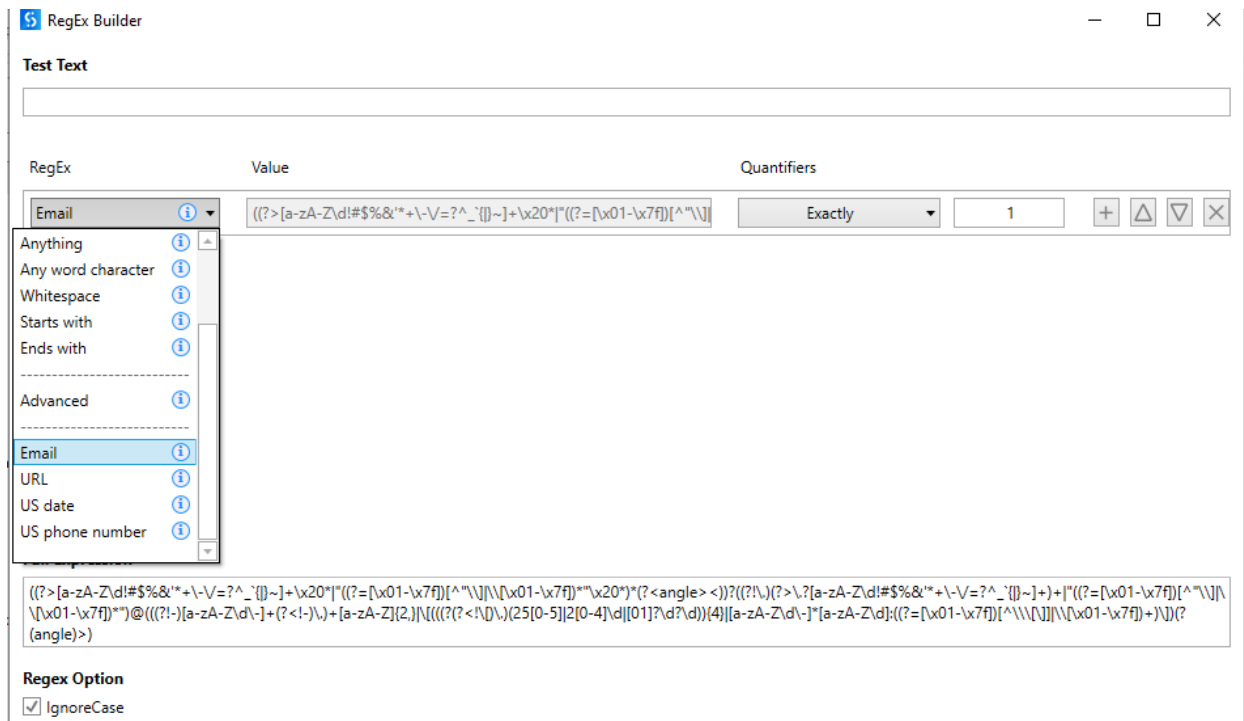 RegEx Builder
Test Text
RegEx Value Quantifiers
Email ((?>[a-zA-Z\d!#$%&'*+\-\/=?^_`{|}~]+\x20*|"((?=[\x01-\x7f])[^"\\]| Exactly 1
Anything
Any word character
Whitespace
Starts with
Ends with
----------------------------
Advanced
----------------------------
Email
URL
US date
US phone number
((?>[a-zA-Z\d!#$%&'*+\-\/=?^_`{|}~]+\x20*|"((?=[\x01-\x7f])[^"\\]|\\[\x01-\x7f])*"\x20*)*(?<angle><))?((?!\.)(?>\.?[a-zA-Z\d!#$%&'*+\-\/=?^_`{|}~]+)+|"((?=[\x01-\x7f])[^"\\]|\
\[\x01-\x7f])*")@(((?!-)[a-zA-Z\d\-]+(?<!-)\.)+[a-zA-Z]{2,}|\[(((?(?<!\[)\.)(25[0-5]|2[0-4]\d|[01]?\d?\d)){4}|[a-zA-Z\d\-]*[a-zA-Z\d]:((?=[\x01-\x7f])[^\\\[\]]|\\[\x01-\x7f])+)\])(?
(angle)>)
Regex Option
IgnoreCase